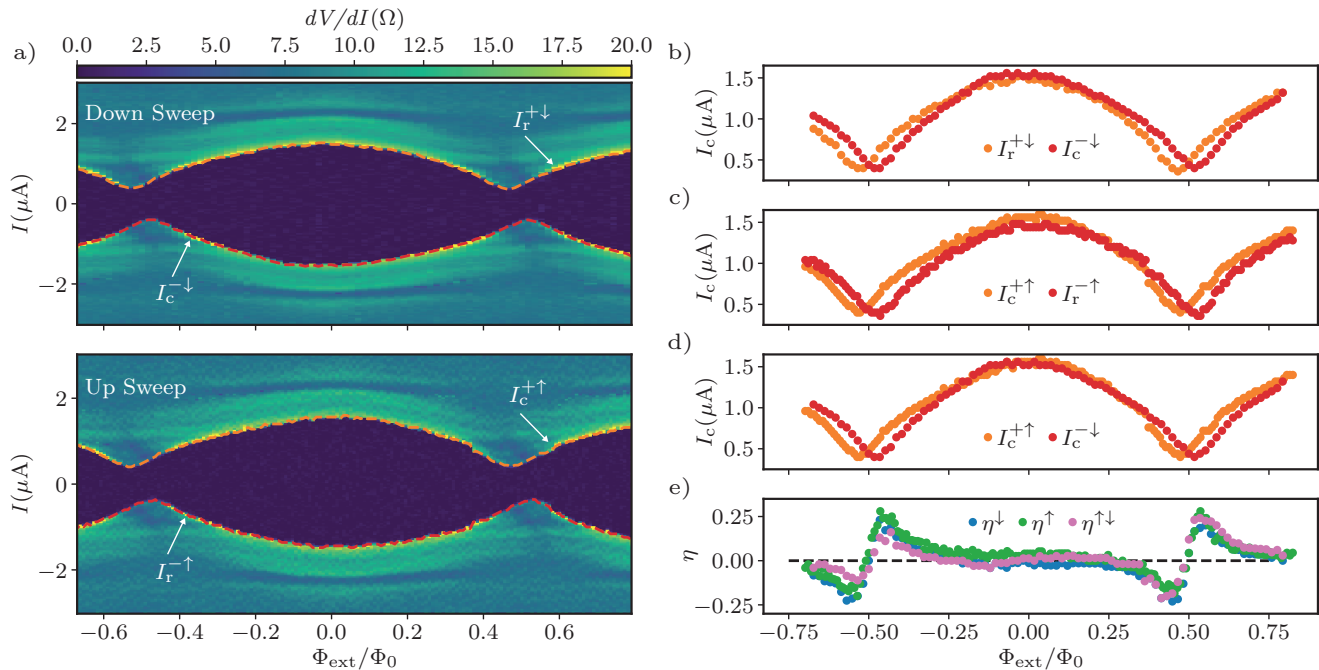 a)
dV/dI(Ω)
0.0 2.5 5.0 7.5 10.0 12.5 15.0 17.5 20.0
Down Sweep
I_r^{+↓}
I_c^{−↓}
I(μA)
2
0
−2
Up Sweep
I_c^{+↑}
I_r^{−↑}
I(μA)
2
0
−2
−0.6 −0.4 −0.2 0.0 0.2 0.4 0.6
Φ_ext/Φ_0
b)
I_c(μA)
1.5
1.0
0.5
I_r^{+↓} I_c^{−↓}
c)
I_c(μA)
1.5
1.0
0.5
I_c^{+↑} I_r^{−↑}
d)
I_c(μA)
1.5
1.0
0.5
I_c^{+↑} I_c^{−↓}
e)
η
0.25
0.00
−0.25
η^↓ η^↑ η^{↑↓}
−0.75 −0.50 −0.25 0.00 0.25 0.50 0.75
Φ_ext/Φ_0